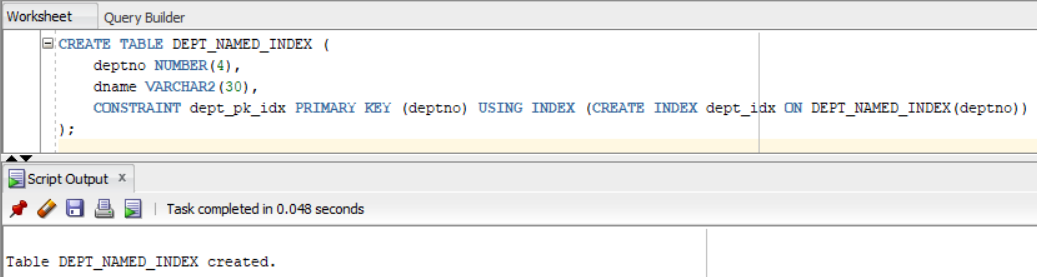 Worksheet Query Builder
CREATE TABLE DEPT_NAMED_INDEX (
deptno NUMBER(4),
dname VARCHAR2(30),
CONSTRAINT dept_pk_idx PRIMARY KEY (deptno) USING INDEX (CREATE INDEX dept_idx ON DEPT_NAMED_INDEX(deptno))
);
Script Output x
Task completed in 0.048 seconds
Table DEPT_NAMED_INDEX created.